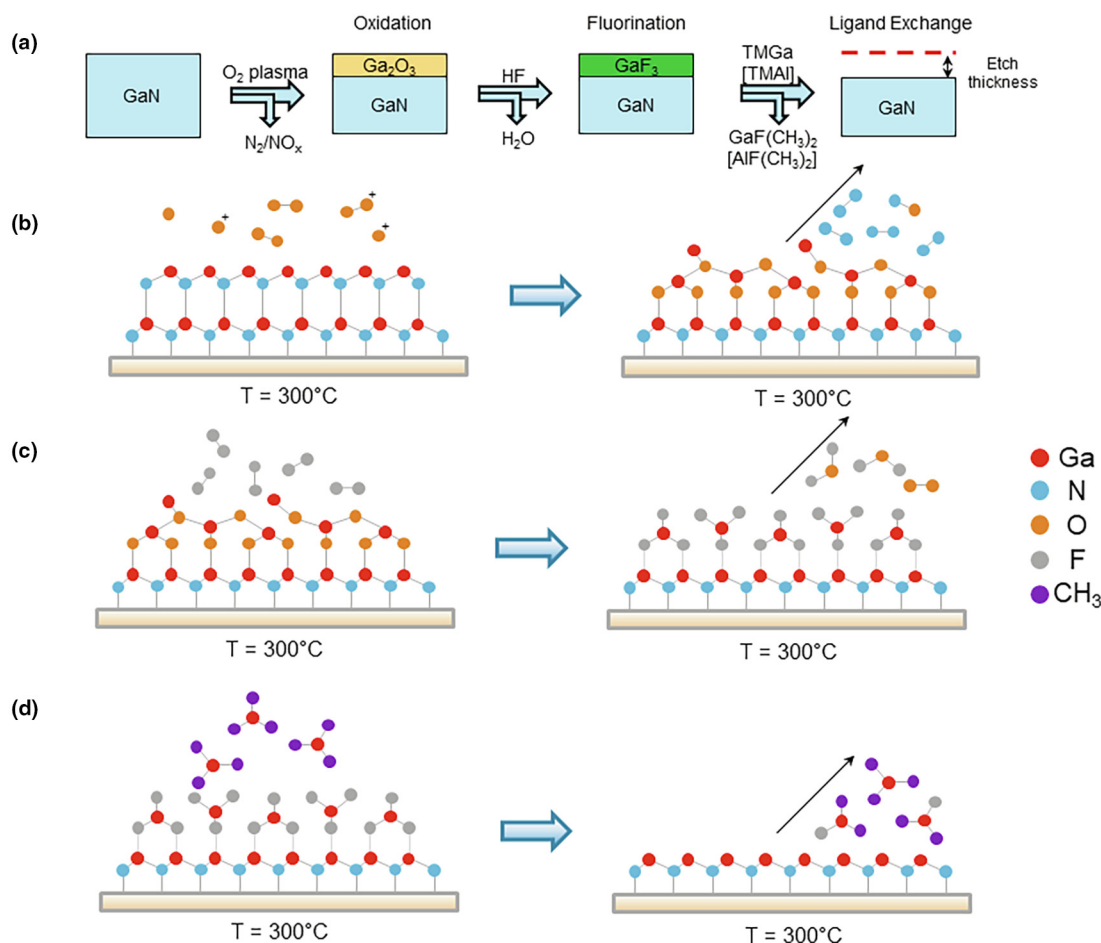 (a)
Oxidation
Fluorination
Ligand Exchange
GaN
O₂ plasma
N₂/NOₓ
Ga₂O₃
GaN
HF
H₂O
GaF₃
GaN
TMGa
[TMAl]
GaF(CH₃)₂
[AlF(CH₃)₂]
GaN
Etch
thickness
(b)
+
+
+
T = 300°C
T = 300°C
(c)
T = 300°C
T = 300°C
Ga
N
O
F
CH₃
(d)
T = 300°C
T = 300°C